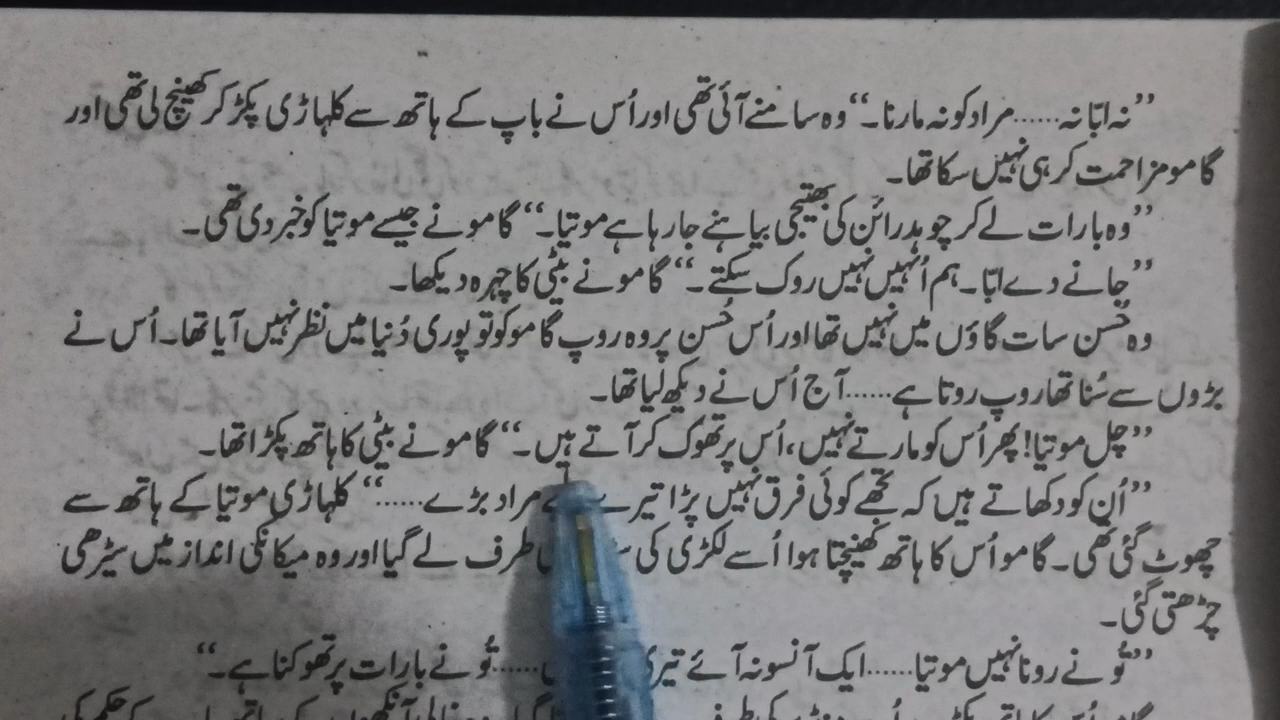 ’’نہ ابّا نہ......مراد کو نہ مارنا۔‘‘ وہ سامنے آئی تھی اور اُس نے باپ کے ہاتھ سے کلہاڑی پکڑ کر کھینچ لی تھی اور
گامو مزاحمت کر ہی نہیں سکا تھا۔
’’وہ بارات لے کر چوہدرائن کی بھتیجی بیاہنے جا رہا ہے موتیا۔‘‘ گامو نے جیسے موتیا کو خبر دی تھی۔
’’جانے دے ابّا۔ ہم اُنہیں نہیں روک سکتے۔‘‘ گامو نے بیٹی کا چہرہ دیکھا۔
وہ حُسن سات گاؤں میں نہیں تھا اور اُس حُسن پر وہ روپ گامو کو تو پوری دُنیا میں نظر نہیں آیا تھا۔ اُس نے
بڑوں سے سُنا تھا روپ روتا ہے......آج اُس نے دیکھ لیا تھا۔
’’چل موتیا! پھر اُس کو مارتے نہیں، اُس پر تھوک کر آتے ہیں۔‘‘ گامو نے بیٹی کا ہاتھ پکڑا تھا۔
’’اُن کو دکھاتے ہیں کہ تجھے کوئی فرق نہیں پڑا مراد بڑے......‘‘ کلہاڑی موتیا کے ہاتھ سے
چھوٹ گئی تھی۔ گامو اُس کا ہاتھ کھینچتا ہوا اُسے لکڑی کی طرف لے گیا اور وہ میکانکی انداز میں سیڑھی
چڑھتی گئی۔
’’تُو نے رونا نہیں موتیا......ایک آنسو نہ آئے ......تُو نے بارات پر تھوکنا ہے۔‘‘